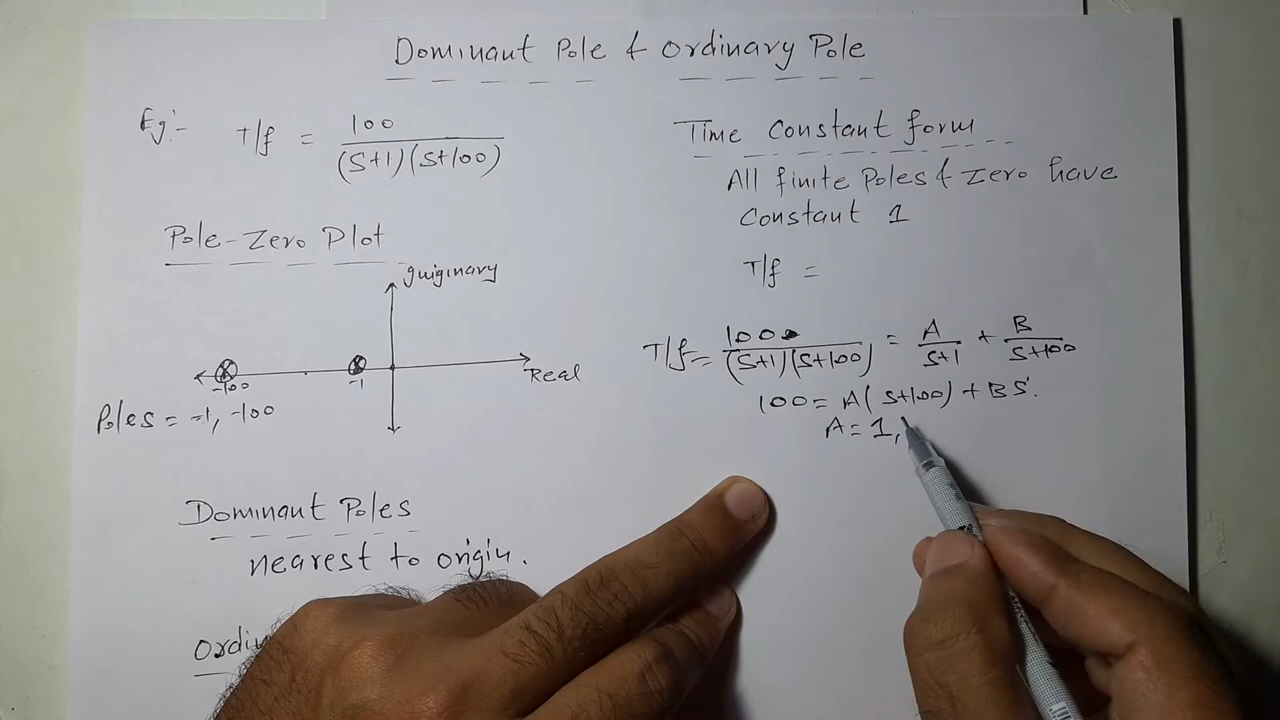 Dominant Pole & Ordinary Pole
Eg:- T/f = 100 / (S+1)(S+100)
Pole-Zero Plot
Real
-100
-1
Poles = -1, -100
Dominant Poles
nearest to origin.
Time Constant form
All finite Poles & Zero have
Constant 1
T/f =
T/f = 100 / (S+1)(S+100) = A / S+1 + B / S+100
100 = A(S+100) + BS
A = 1,